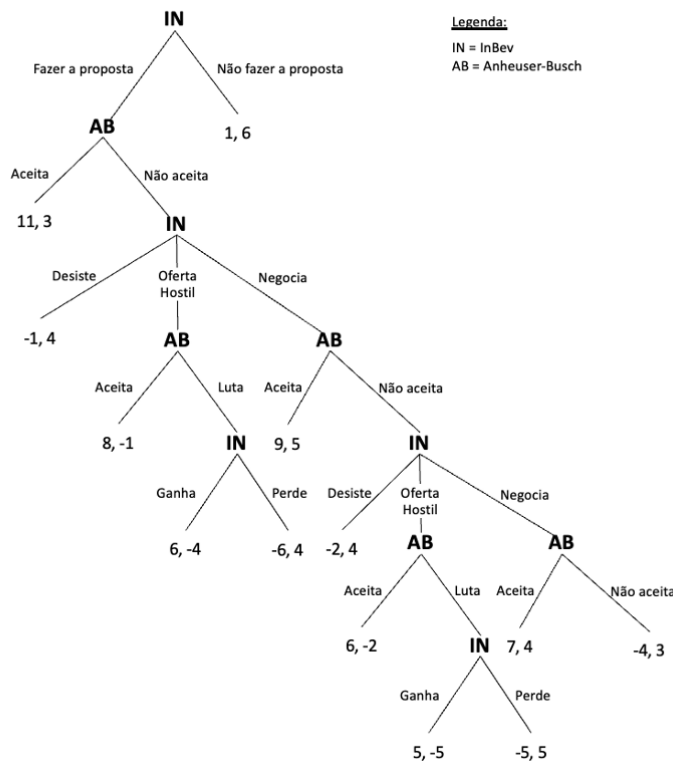 IN
Legenda:
IN = InBev
AB = Anheuser-Busch
Fazer a proposta
Não fazer a proposta
AB
1, 6
Aceita
Não aceita
11, 3
IN
Desiste
Oferta
Hostil
Negocia
-1, 4
AB
AB
Aceita
Luta
Aceita
Não aceita
8, -1
IN
9, 5
IN
Ganha
Perde
Desiste
Oferta
Hostil
Negocia
6, -4
-6, 4
-2, 4
AB
AB
Aceita
Luta
Aceita
Não aceita
6, -2
IN
7, 4
-4, 3
Ganha
Perde
5, -5
-5, 5